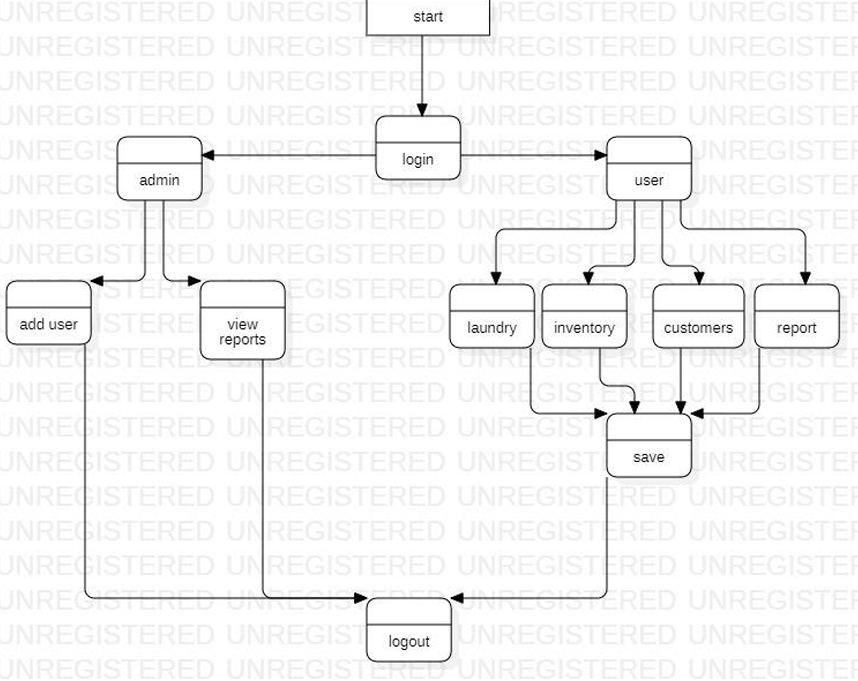 start
login
admin
user
add user
view
reports
laundry
inventory
customers
report
save
logout
UNREGISTERED UNREGISTERED UNREGISTERED UNREGISTERED